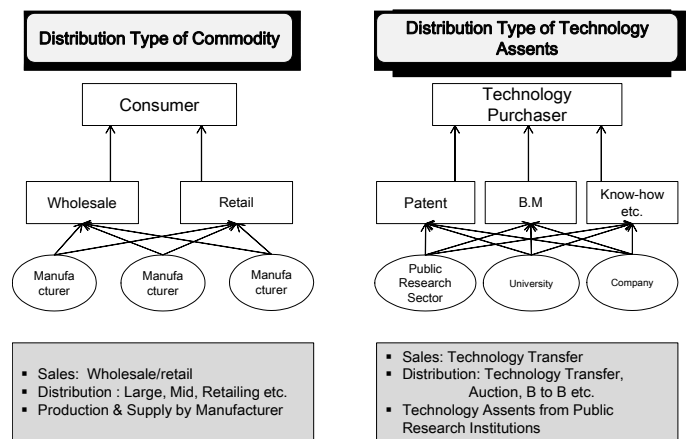 Distribution Type of Commodity
Consumer
Wholesale
Retail
Manufa
cturer
Manufa
cturer
Manufa
cturer
▪ Sales: Wholesale/retail
▪ Distribution : Large, Mid, Retailing etc.
▪ Production & Supply by Manufacturer
Distribution Type of Technology
Assents
Technology
Purchaser
Patent
B.M
Know-how
etc.
Public
Research
Sector
University
Company
▪ Sales: Technology Transfer
▪ Distribution: Technology Transfer,
Auction, B to B etc.
▪ Technology Assents from Public
Research Institutions